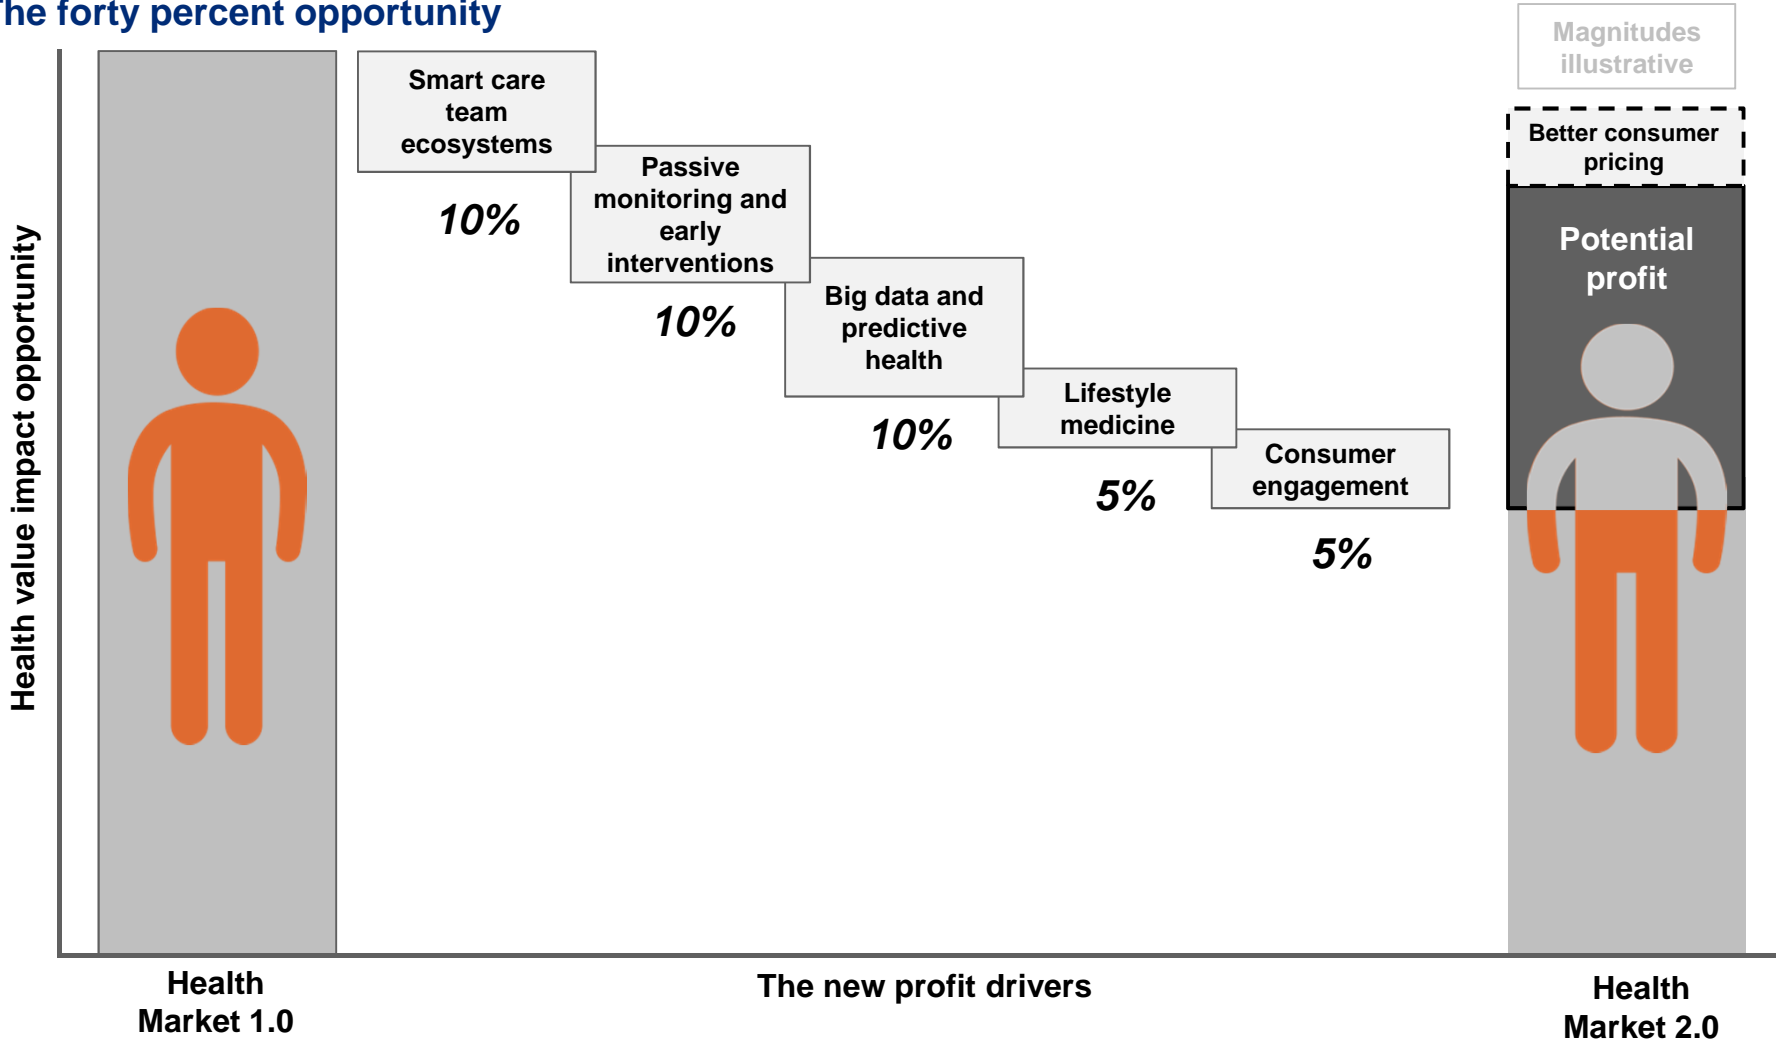 The forty percent opportunity
Magnitudes
illustrative
Smart care
team
ecosystems
10%
Passive
monitoring and
early
interventions
10%
Big data and
predictive
health
10%
Lifestyle
medicine
5%
Consumer
engagement
5%
Better consumer
pricing
Potential
profit
Health value impact opportunity
Health
Market 1.0
The new profit drivers
Health
Market 2.0